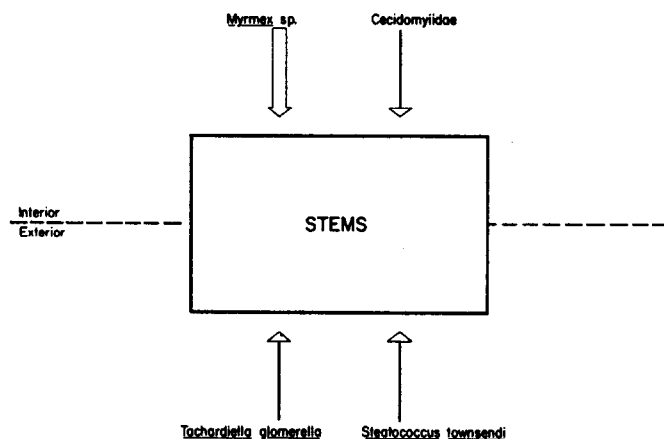 Myrmex sp. Cecidomyiidae
Interior
Exterior
STEMS
Tachardiella glomerella Steatococcus townsendi